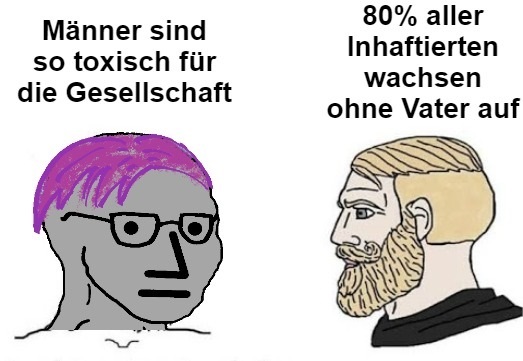 Männer sind
so toxisch für
die Gesellschaft
80% aller
Inhaftierten
wachsen
ohne Vater auf